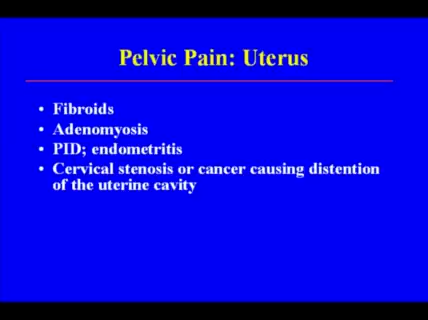 Pelvic Pain: Uterus
• Fibroids
• Adenomyosis
• PID; endometritis
• Cervical stenosis or cancer causing distention
of the uterine cavity